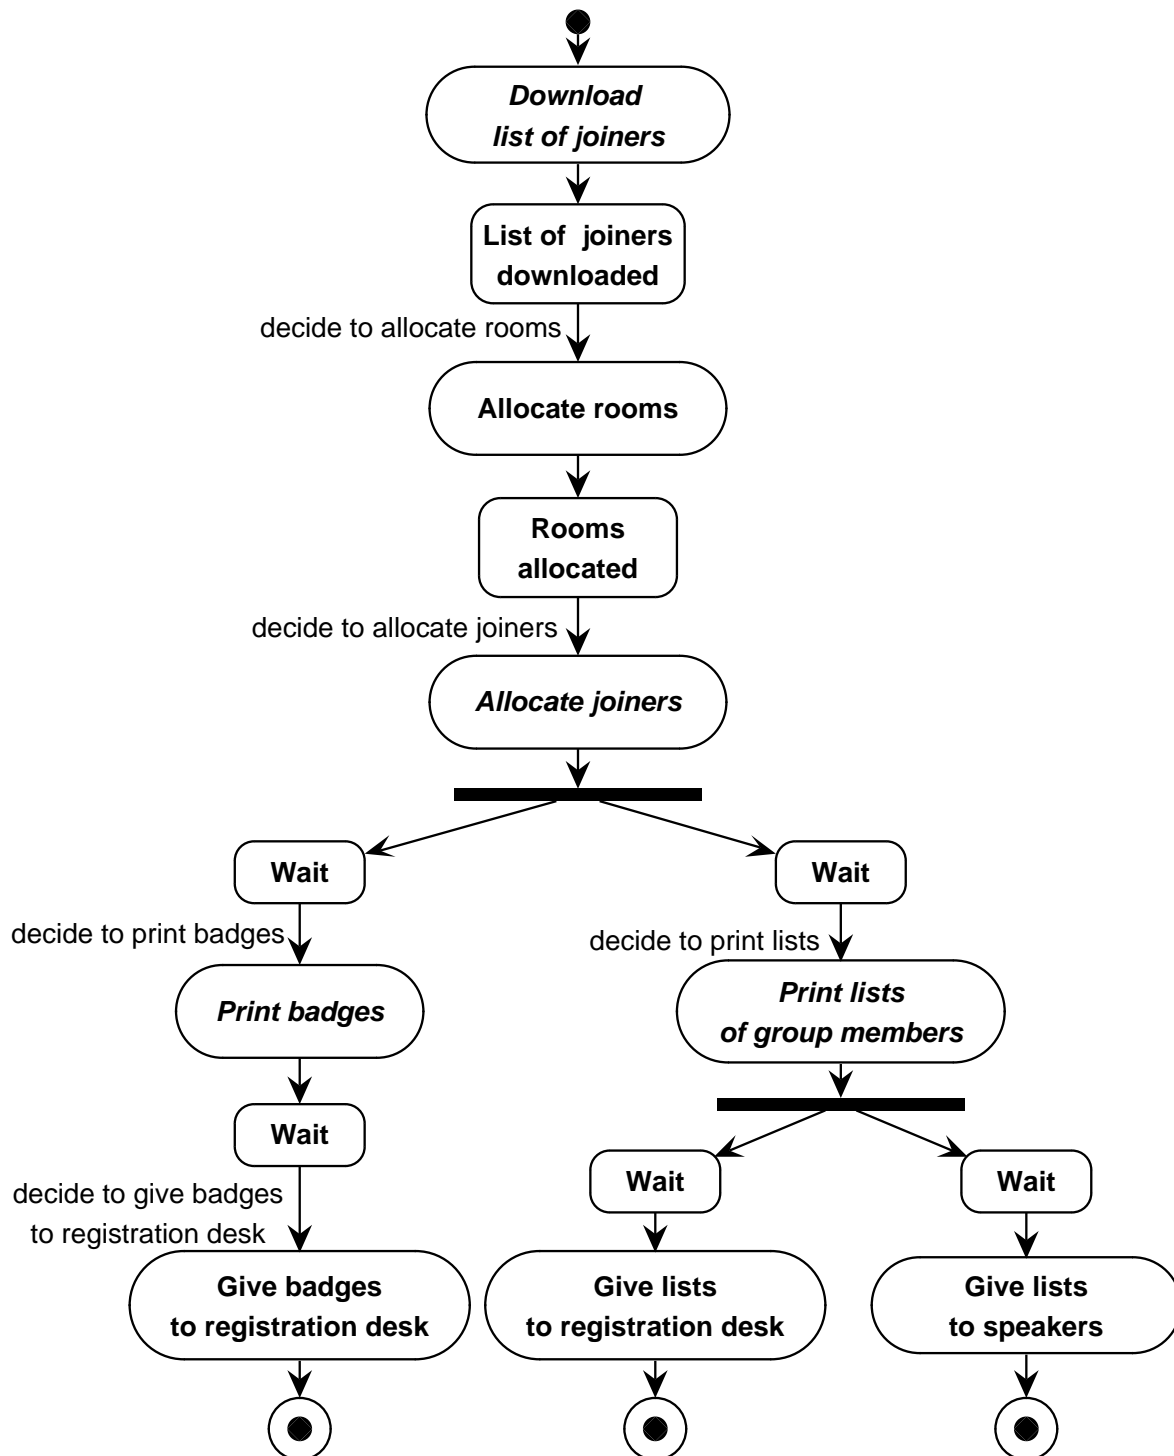 Download
list of joiners
List of joiners
downloaded
decide to allocate rooms
Allocate rooms
Rooms
allocated
decide to allocate joiners
Allocate joiners
Wait
Wait
decide to print badges
decide to print lists
Print badges
Print lists
of group members
Wait
Wait
Wait
decide to give badges
to registration desk
Give badges
to registration desk
Give lists
to registration desk
Give lists
to speakers